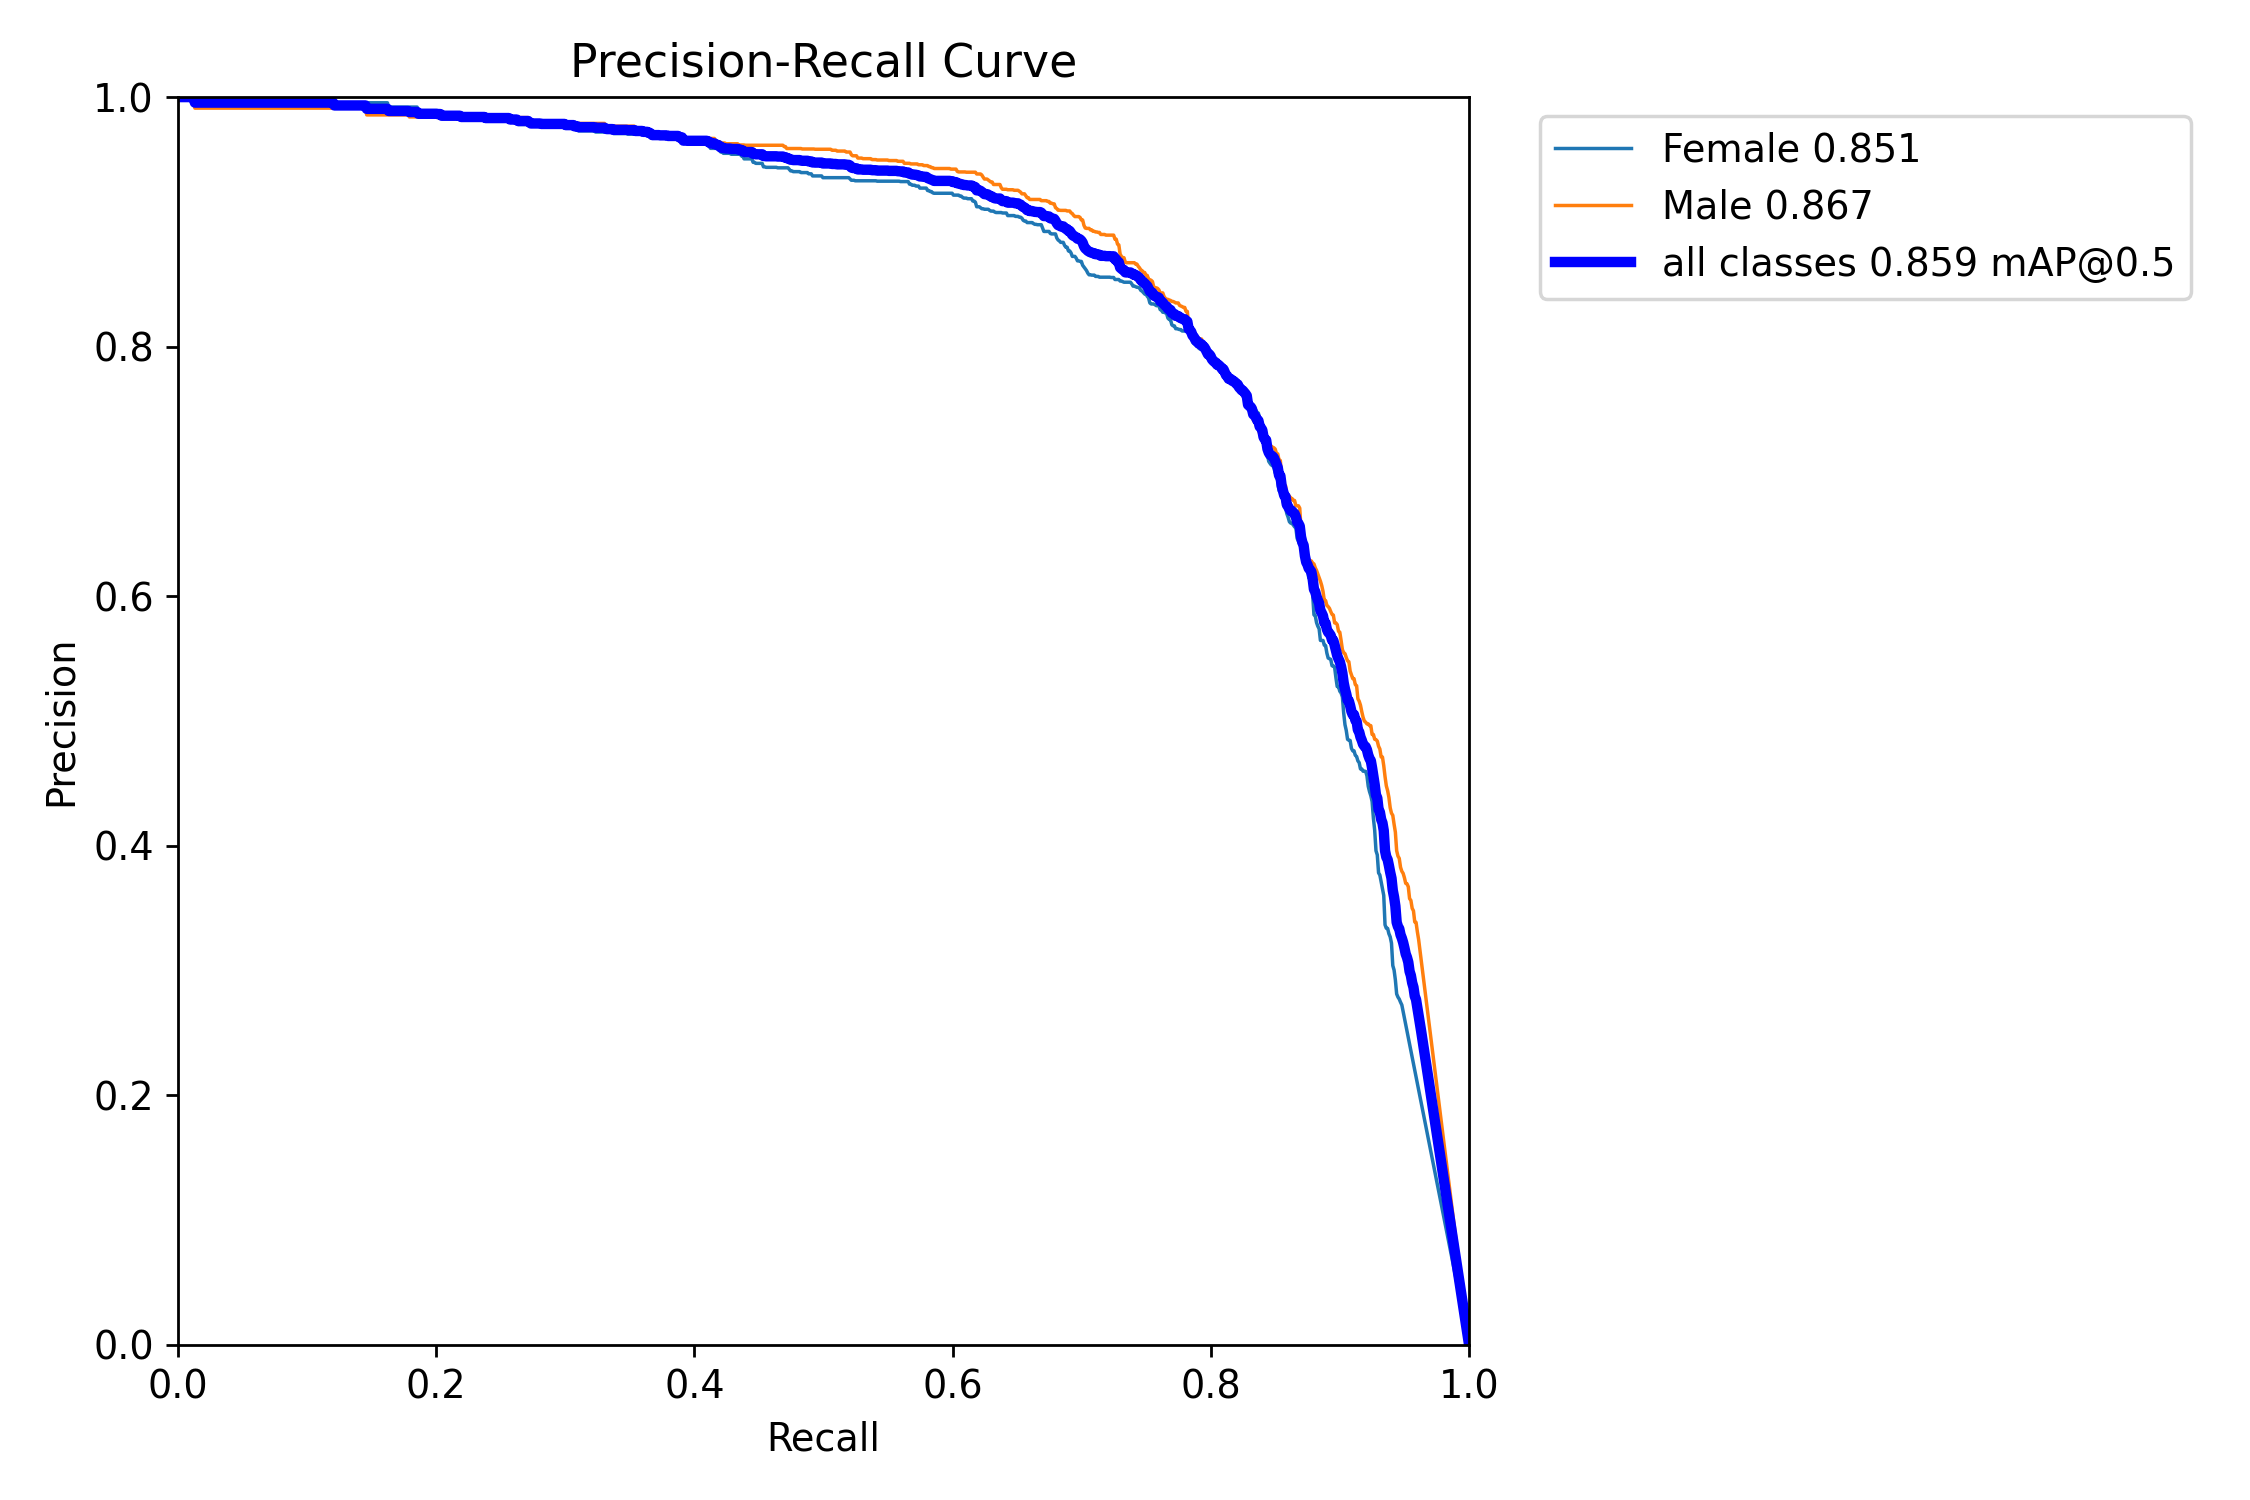 Precision-Recall Curve
1.0
0.8
0.6
0.4
0.2
0.0
Precision
0.0 0.2 0.4 0.6 0.8 1.0
Recall
Female 0.851
Male 0.867
all classes 0.859 mAP@0.5